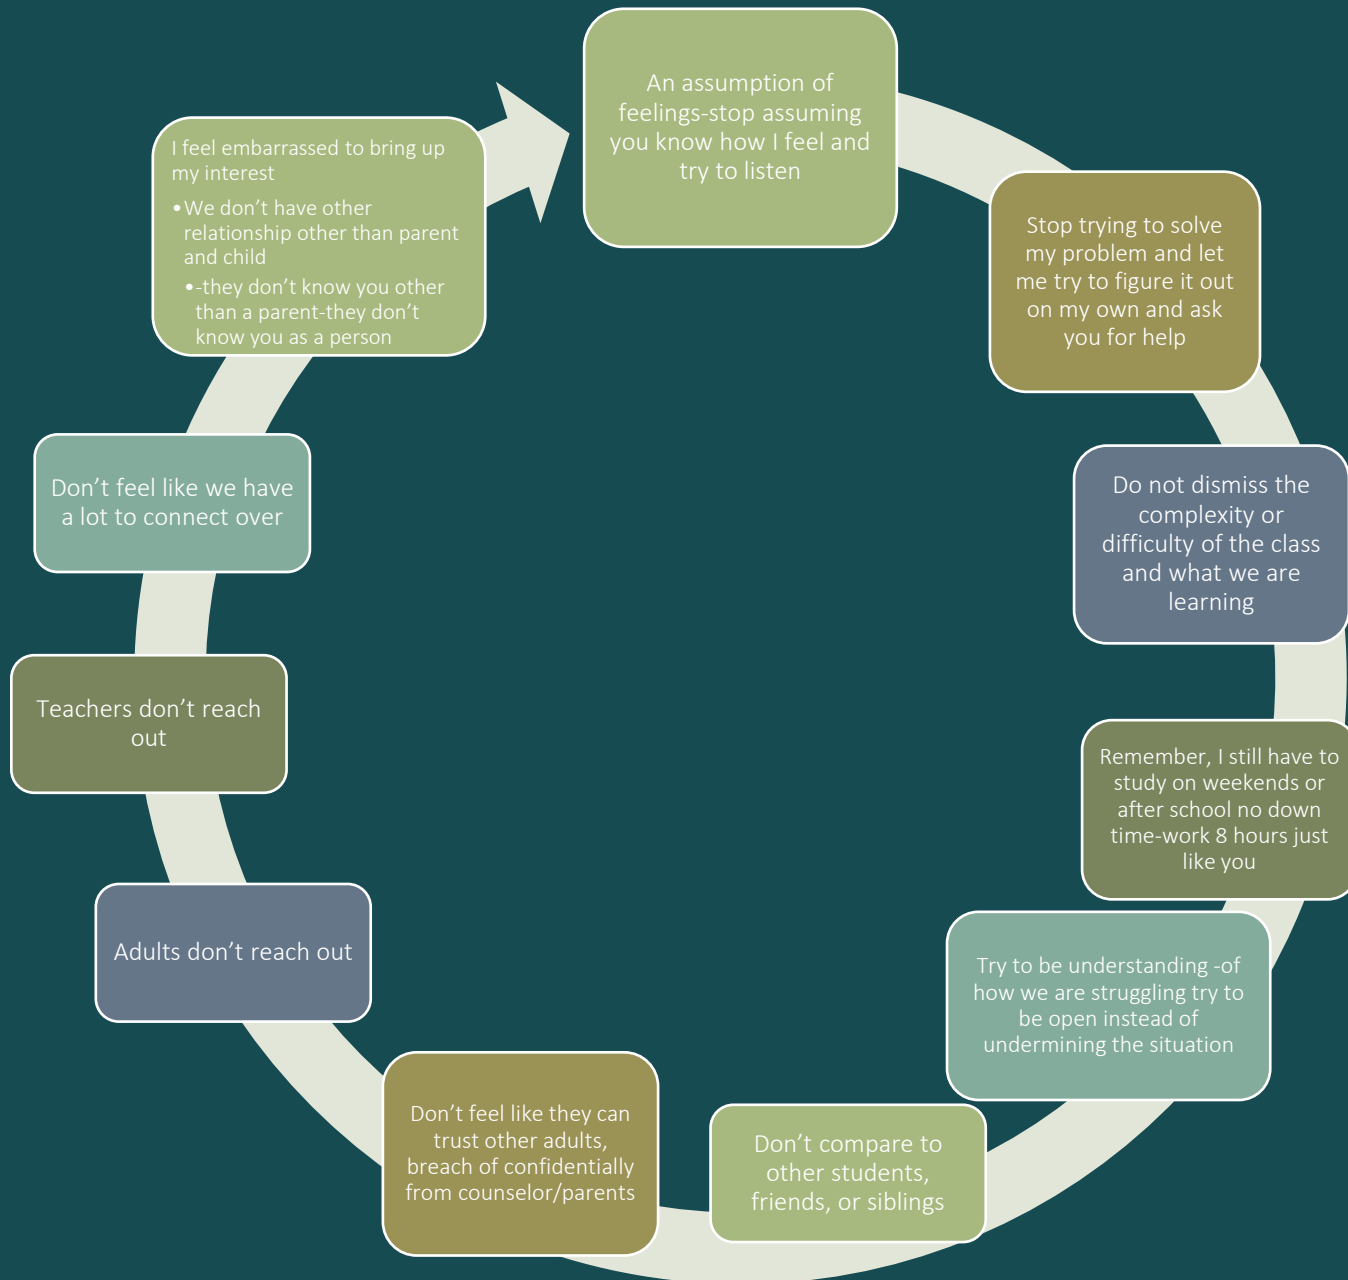 An assumption of
feelings-stop assuming
you know how I feel and
try to listen
Stop trying to solve
my problem and let
me try to figure it out
on my own and ask
you for help
Do not dismiss the
complexity or
difficulty of the class
and what we are
learning
Remember, I still have to
study on weekends or
after school no down
time-work 8 hours just
like you
Try to be understanding -of
how we are struggling try to
be open instead of
undermining the situation
Don’t compare to
other students,
friends, or siblings
Don’t feel like they can
trust other adults,
breach of confidentially
from counselor/parents
Adults don’t reach out
Teachers don’t reach
out
Don’t feel like we have
a lot to connect over
I feel embarrassed to bring up
my interest
•We don’t have other
relationship other than parent
and child
•-they don’t know you other
than a parent-they don’t
know you as a person